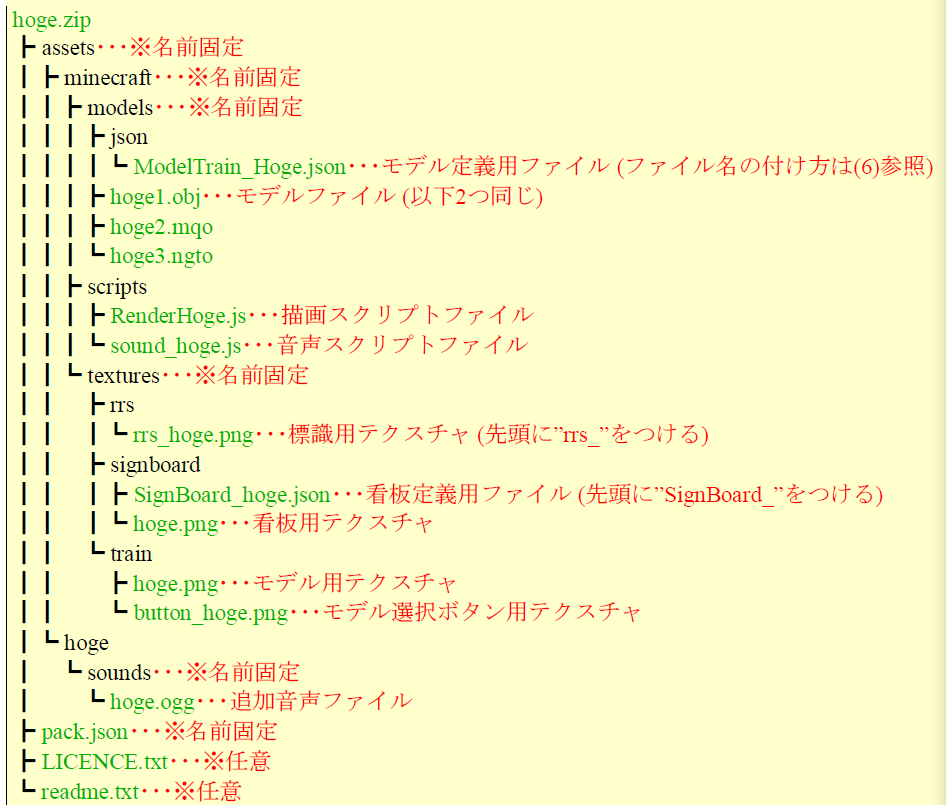 hoge.zip
┣ assets･･･※名前固定
┃ ┣ minecraft･･･※名前固定
┃ ┃ ┣ models･･･※名前固定
┃ ┃ ┃ ┣ json
┃ ┃ ┃ ┃ ┗ ModelTrain_Hoge.json･･･モデル定義用ファイル (ファイル名の付け方は(6)参照)
┃ ┃ ┃ ┣ hoge1.obj･･･モデルファイル (以下2つ同じ)
┃ ┃ ┃ ┣ hoge2.mqo
┃ ┃ ┃ ┗ hoge3.ngto
┃ ┃ ┣ scripts
┃ ┃ ┃ ┣ RenderHoge.js･･･描画スクリプトファイル
┃ ┃ ┃ ┗ sound_hoge.js･･･音声スクリプトファイル
┃ ┃ ┗ textures･･･※名前固定
┃ ┃   ┣ rrs
┃ ┃   ┃ ┗ rrs_hoge.png･･･標識用テクスチャ (先頭に”rrs_”をつける)
┃ ┃   ┣ signboard
┃ ┃   ┃ ┣ SignBoard_hoge.json･･･看板定義用ファイル (先頭に”SignBoard_”をつける)
┃ ┃   ┃ ┗ hoge.png･･･看板用テクスチャ
┃ ┃   ┗ train
┃ ┃     ┣ hoge.png･･･モデル用テクスチャ
┃ ┃     ┗ button_hoge.png･･･モデル選択ボタン用テクスチャ
┃ ┗ hoge
┃   ┗ sounds･･･※名前固定
┃     ┗ hoge.ogg･･･追加音声ファイル
┣ pack.json･･･※名前固定
┣ LICENCE.txt･･･※任意
┗ readme.txt･･･※任意